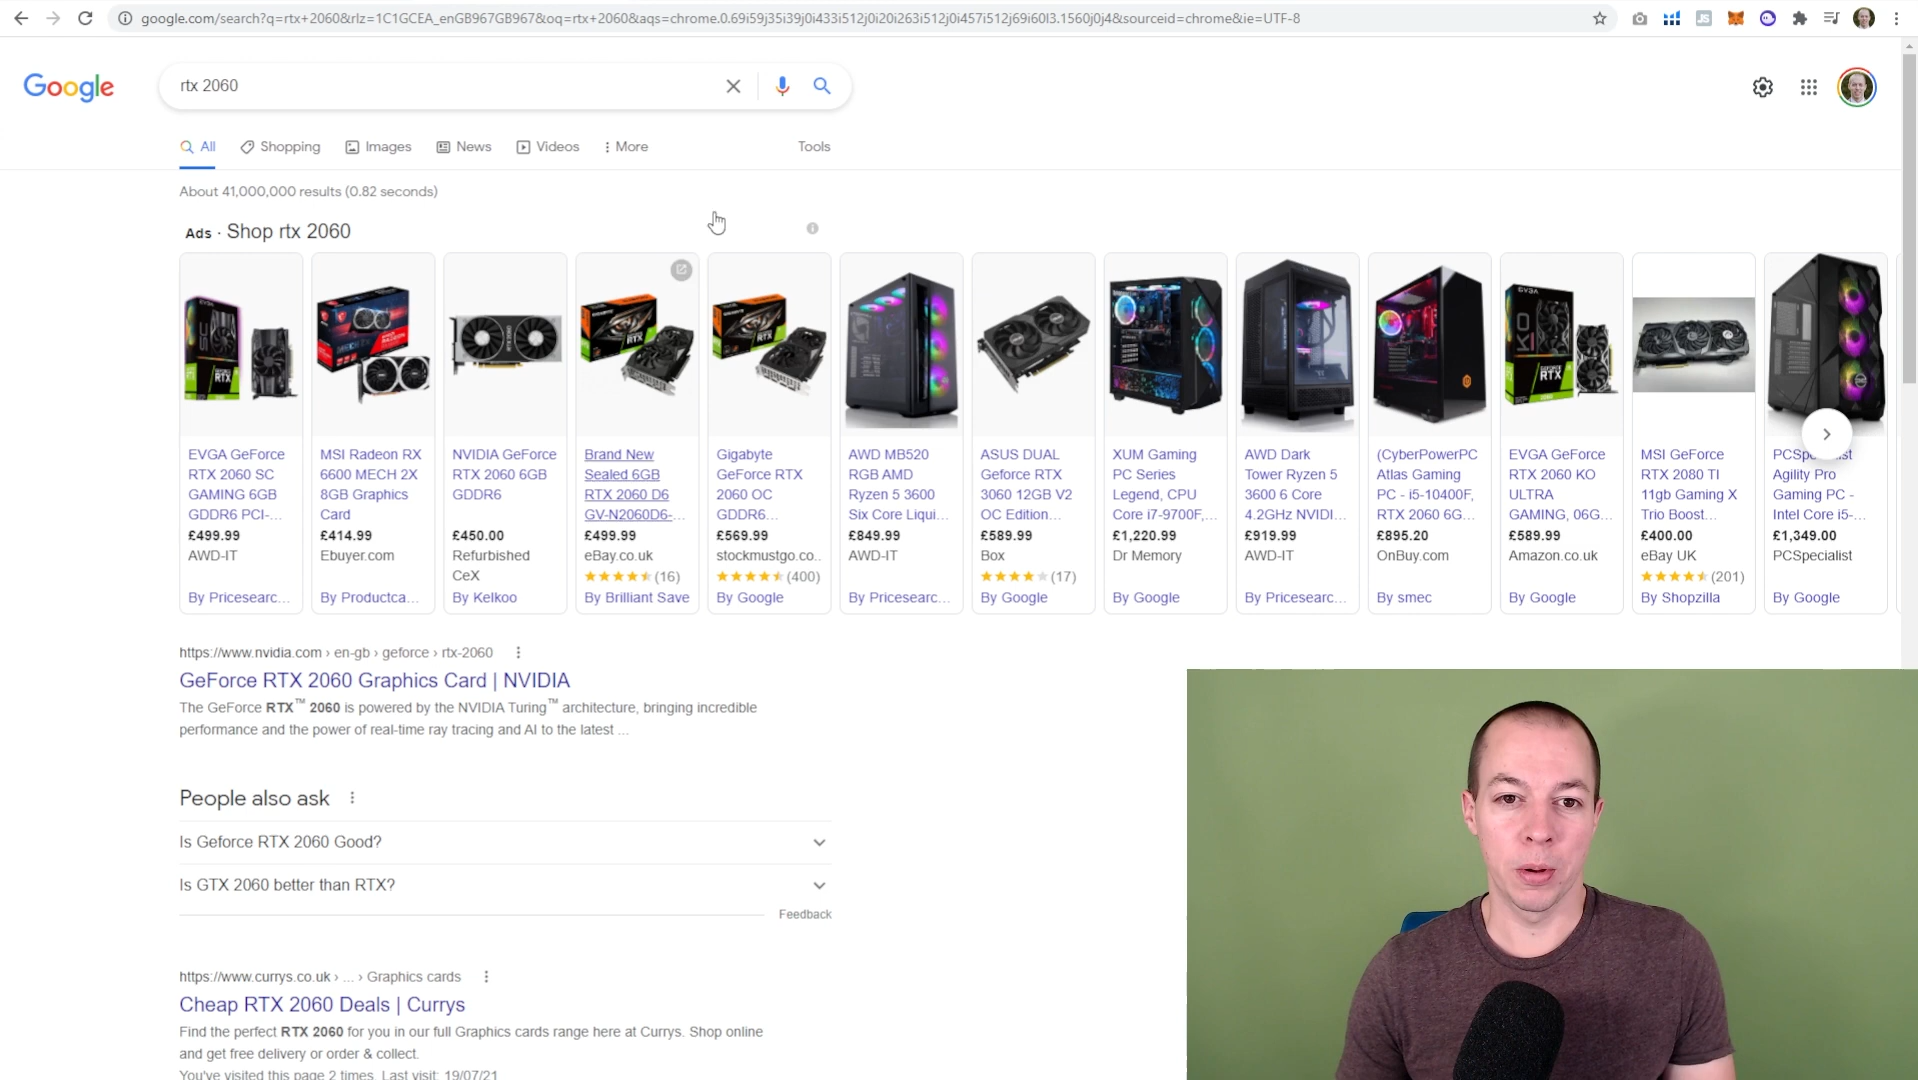 google.com/search?q=rtx+2060&rlz=1C1GCEA_enGB967GB967&oq=rtx+2060&aqs=chrome.0.69i59j35i39j0i433i512j0i20i263i512j0i457i512j69i60l3.1560j0j4&sourceid=chrome&ie=UTF-8
Google
rtx 2060
All
Shopping
Images
News
Videos
More
Tools
About 41,000,000 results (0.82 seconds)
Ads · Shop rtx 2060
EVGA GeForce
RTX 2060 SC
GAMING 6GB
GDDR6 PCI-...
£499.99
AWD-IT
By Pricesearc...
MSI Radeon RX
6600 MECH 2X
8GB Graphics
Card
£414.99
Ebuyer.com
By Productca...
NVIDIA GeForce
RTX 2060 6GB
GDDR6
£450.00
Refurbished
CeX
By Kelkoo
Brand New
Sealed 6GB
RTX 2060 D6
GV-N2060D6-...
£499.99
eBay.co.uk
(16)
By Brilliant Save
Gigabyte
GeForce RTX
2060 OC
GDDR6...
£569.99
stockmustgo.co..
(400)
By Google
AWD MB520
RGB AMD
Ryzen 5 3600
Six Core Liqui...
£849.99
AWD-IT
By Pricesearc...
ASUS DUAL
Geforce RTX
3060 12GB V2
OC Edition...
£589.99
Box
(17)
By Google
XUM Gaming
PC Series
Legend, CPU
Core i7-9700F,...
£1,220.99
Dr Memory
By Google
AWD Dark
Tower Ryzen 5
3600 6 Core
4.2GHz NVIDI...
£919.99
AWD-IT
By Pricesearc...
(CyberPowerPC
Atlas Gaming
PC - i5-10400F,
RTX 2060 6G...
£895.20
OnBuy.com
By smec
EVGA GeForce
RTX 2060 KO
ULTRA
GAMING, 06G...
£589.99
Amazon.co.uk
By Google
MSI GeForce
RTX 2080 TI
11gb Gaming X
Trio Boost...
£400.00
eBay UK
(201)
By Shopzilla
Agility Pro
Gaming PC -
Intel Core i5-...
£1,349.00
PCSpecialist
By Google
https://www.nvidia.com › en-gb › geforce › rtx-2060
GeForce RTX 2060 Graphics Card | NVIDIA
The GeForce RTX™ 2060 is powered by the NVIDIA Turing™ architecture, bringing incredible
performance and the power of real-time ray tracing and AI to the latest ...
People also ask
Is Geforce RTX 2060 Good?
Is GTX 2060 better than RTX?
Feedback
https://www.currys.co.uk › ... › Graphics cards
Cheap RTX 2060 Deals | Currys
Find the perfect RTX 2060 for you in our full Graphics cards range here at Currys. Shop online
and get free delivery or order & collect.
You've visited this page 2 times. Last visit: 19/07/21